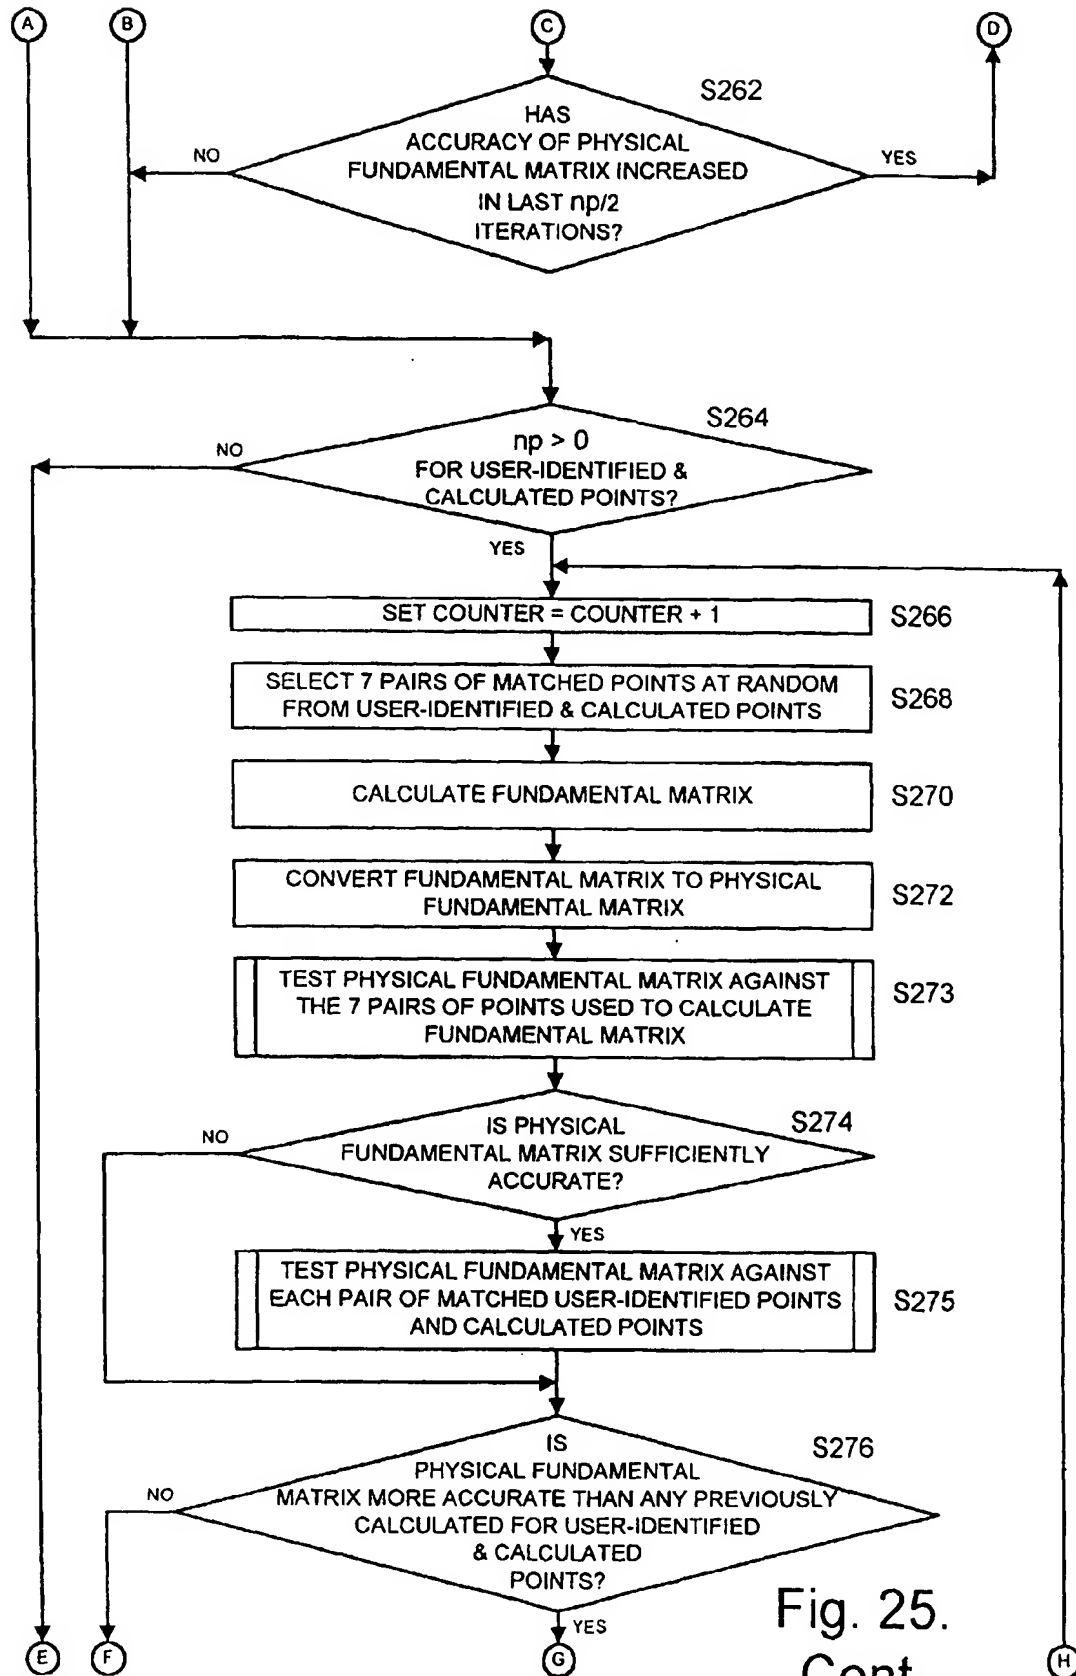 A
B
C
D
S262
HAS
ACCURACY OF PHYSICAL
FUNDAMENTAL MATRIX INCREASED
IN LAST np/2
ITERATIONS?
NO
YES
S264
np > 0
FOR USER-IDENTIFIED &
CALCULATED POINTS?
NO
YES
SET COUNTER = COUNTER + 1
S266
SELECT 7 PAIRS OF MATCHED POINTS AT RANDOM
FROM USER-IDENTIFIED & CALCULATED POINTS
S268
CALCULATE FUNDAMENTAL MATRIX
S270
CONVERT FUNDAMENTAL MATRIX TO PHYSICAL
FUNDAMENTAL MATRIX
S272
TEST PHYSICAL FUNDAMENTAL MATRIX AGAINST
THE 7 PAIRS OF POINTS USED TO CALCULATE
FUNDAMENTAL MATRIX
S273
IS PHYSICAL
FUNDAMENTAL MATRIX SUFFICIENTLY
ACCURATE?
S274
NO
YES
TEST PHYSICAL FUNDAMENTAL MATRIX AGAINST
EACH PAIR OF MATCHED USER-IDENTIFIED POINTS
AND CALCULATED POINTS
S275
IS
PHYSICAL FUNDAMENTAL
MATRIX MORE ACCURATE THAN ANY PREVIOUSLY
CALCULATED FOR USER-IDENTIFIED
& CALCULATED
POINTS?
S276
NO
YES
Fig. 25.
Cont
E
F
G
H